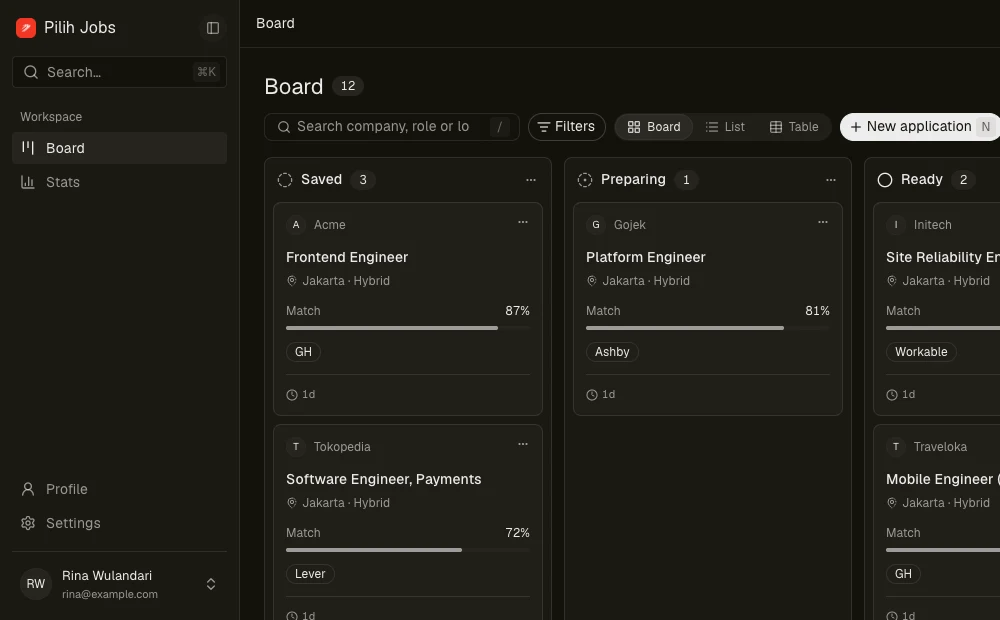 Pilih Jobs
Search...
⌘K
Workspace
Board
Stats
Profile
Settings
RW
Rina Wulandari
rina@example.com
Board
Board 12
Search company, role or lo /
Filters
Board
List
Table
+ New application N
Saved 3
A Acme
Frontend Engineer
Jakarta · Hybrid
Match 87%
GH
1d
T Tokopedia
Software Engineer, Payments
Jakarta · Hybrid
Match 72%
Lever
1d
Preparing 1
G Gojek
Platform Engineer
Jakarta · Hybrid
Match 81%
Ashby
1d
Ready 2
I Initech
Site Reliability
Jakarta · Hybrid
Match
Workable
1d
T Traveloka
Mobile Engineer (
Jakarta · Hybrid
Match
GH
1d